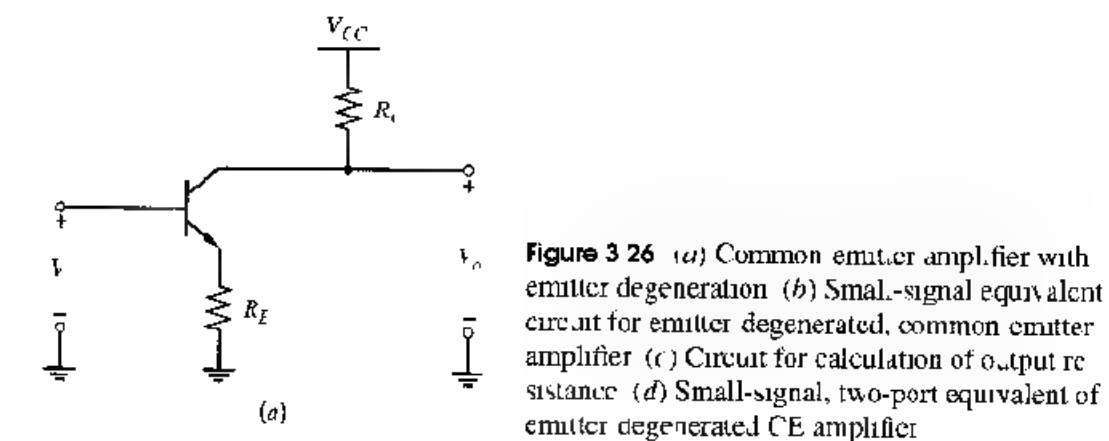 V_CC
R_E
(a)
Figure 3 26 (a) Common emitter amplifier with
emitter degeneration (b) Small-signal equivalent
circuit for emitter degenerated, common emitter
amplifier (c) Circuit for calculation of output re
sistance (d) Small-signal, two-port equivalent of
emitter degenerated CE amplifier